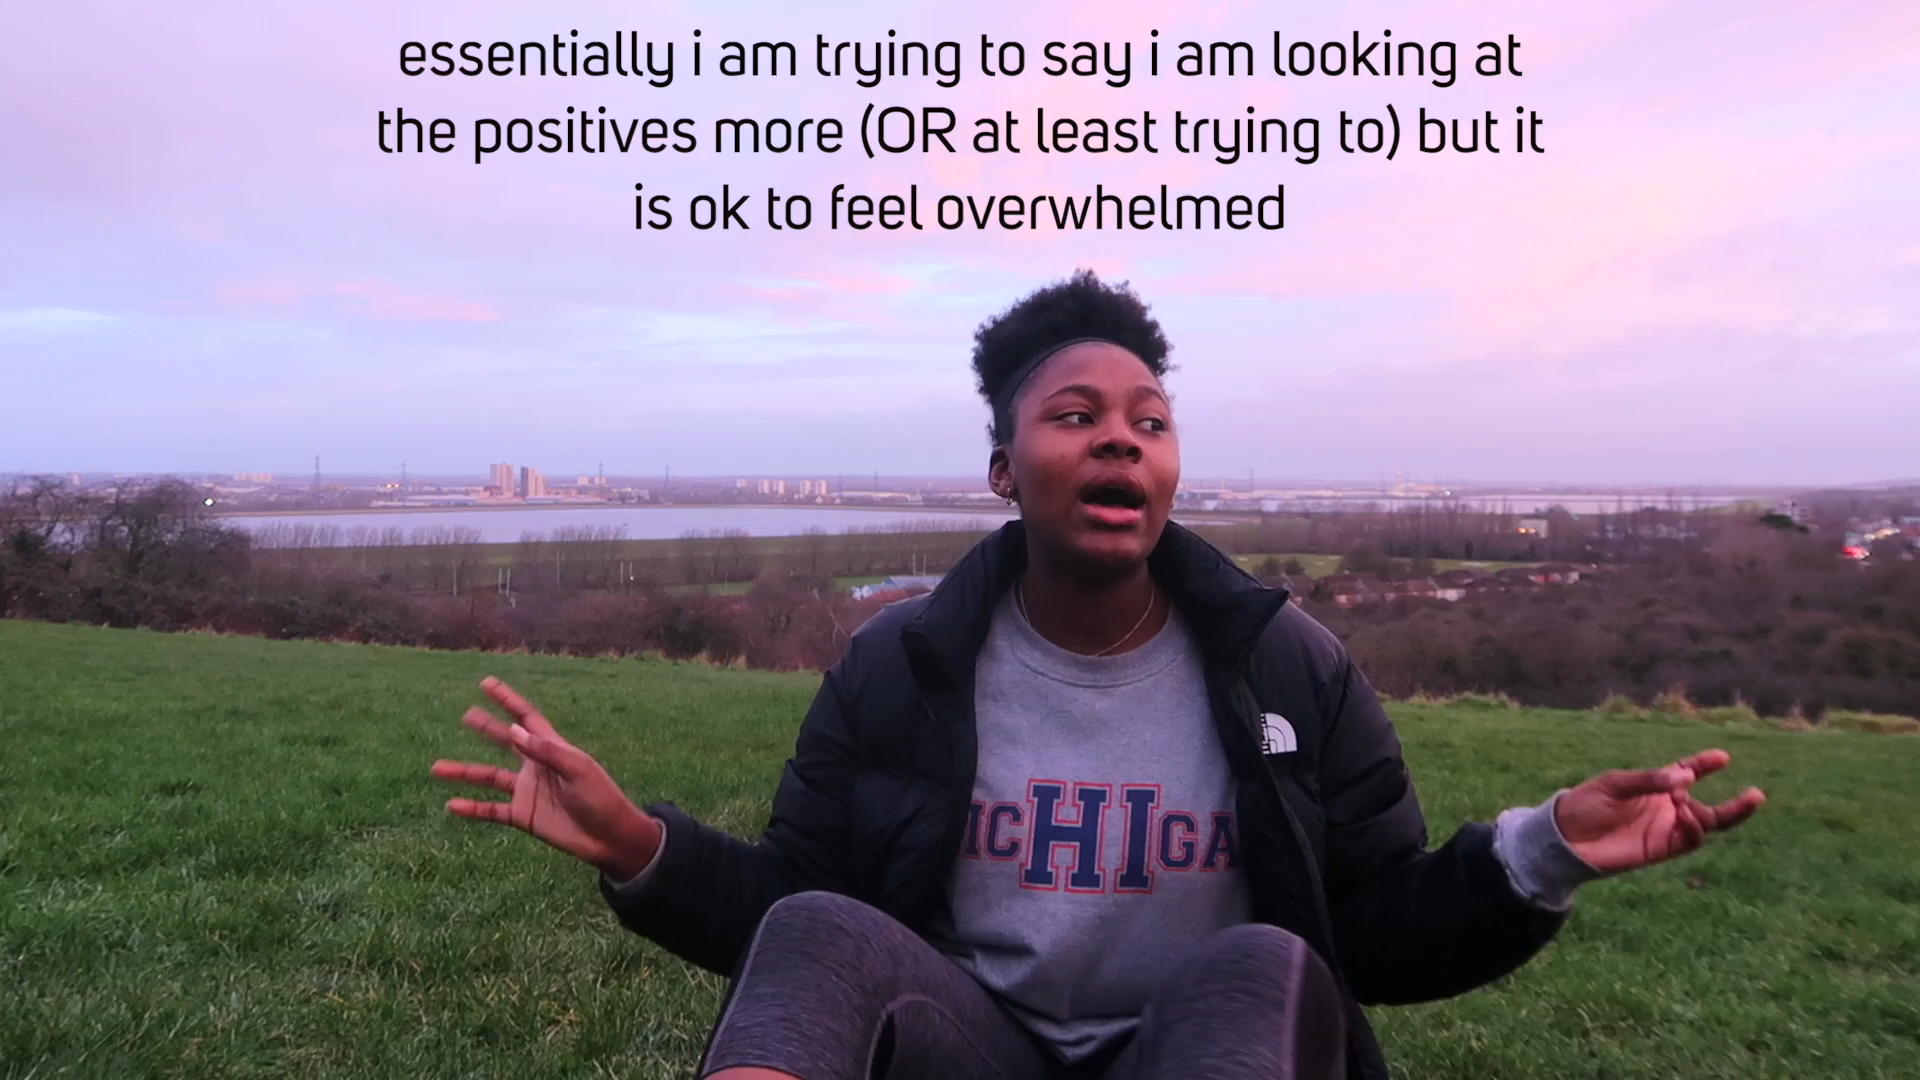 essentially i am trying to say i am looking at
the positives more (OR at least trying to) but it
is ok to feel overwhelmed
ICHIGA